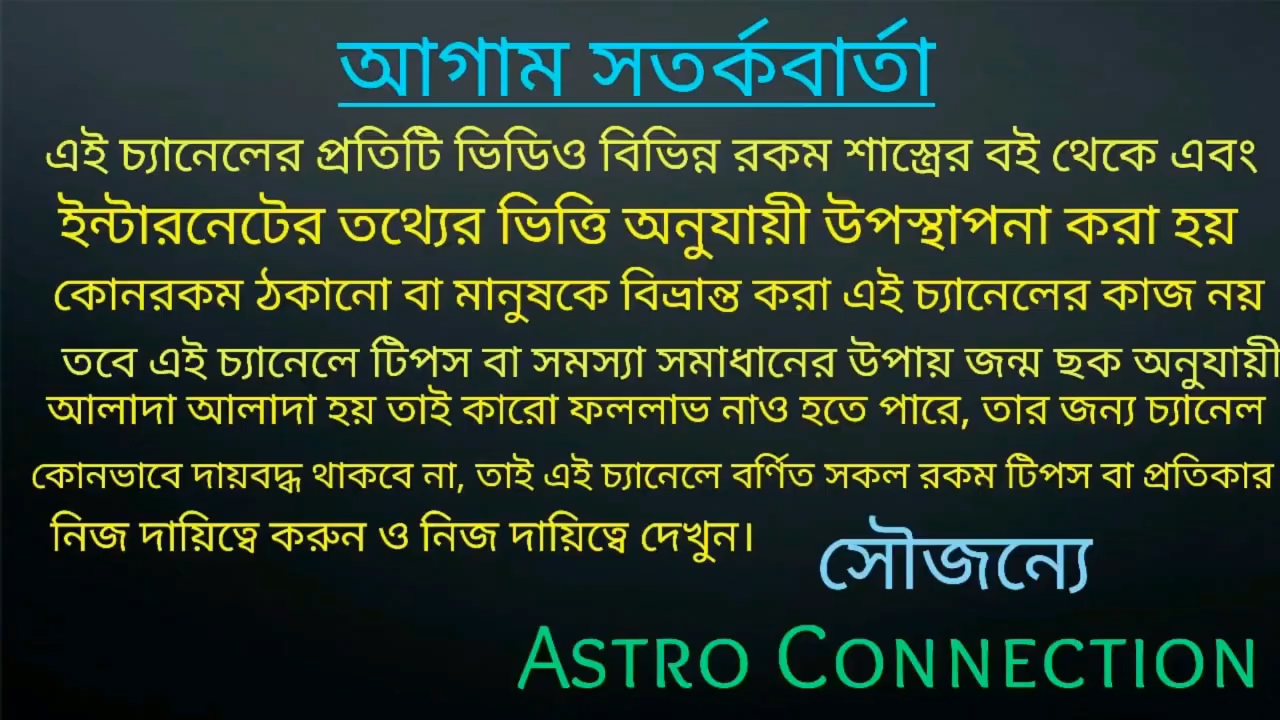 আগাম সতর্কবার্তা
এই চ্যানেলের প্রতিটি ভিডিও বিভিন্ন রকম শাস্ত্রের বই থেকে এবং
ইন্টারনেটের তথ্যের ভিত্তি অনুযায়ী উপস্থাপনা করা হয়
কোনরকম ঠকানো বা মানুষকে বিভ্রান্ত করা এই চ্যানেলের কাজ নয়
তবে এই চ্যানেলে টিপস বা সমস্যা সমাধানের উপায় জন্ম ছক অনুযায়ী
আলাদা আলাদা হয় তাই কারো ফললাভ নাও হতে পারে, তার জন্য চ্যানেল
কোনভাবে দায়বদ্ধ থাকবে না, তাই এই চ্যানেলে বর্ণিত সকল রকম টিপস বা প্রতিকার
নিজ দায়িত্বে করুন ও নিজ দায়িত্বে দেখুন।
সৌজন্যে
ASTRO CONNECTION